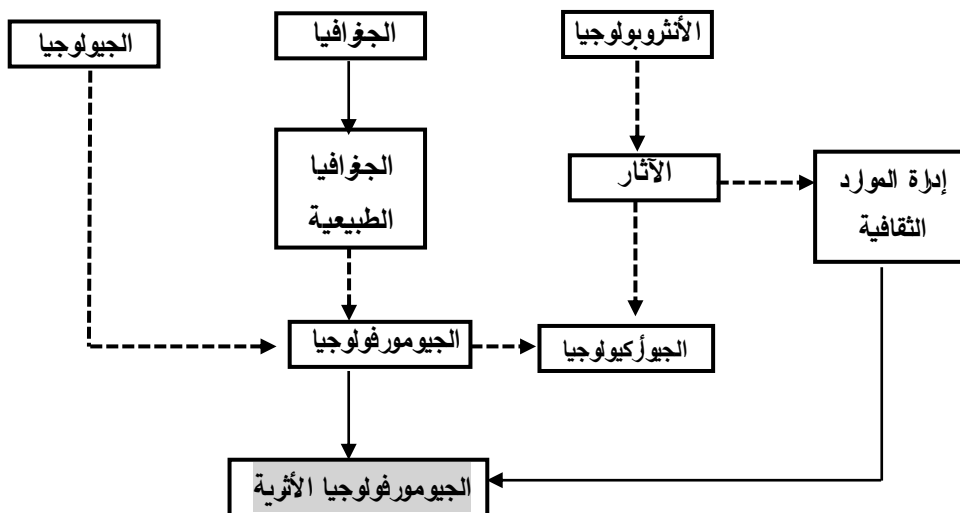 الأنثروبولوجيا
الجغرافيا
الجيولوجيا
إدارة الموارد
الثقافية
الآثار
الجغرافيا
الطبيعية
الجيوأركيولوجيا
الجيومورفولوجيا
الجيومورفولوجيا الأثرية